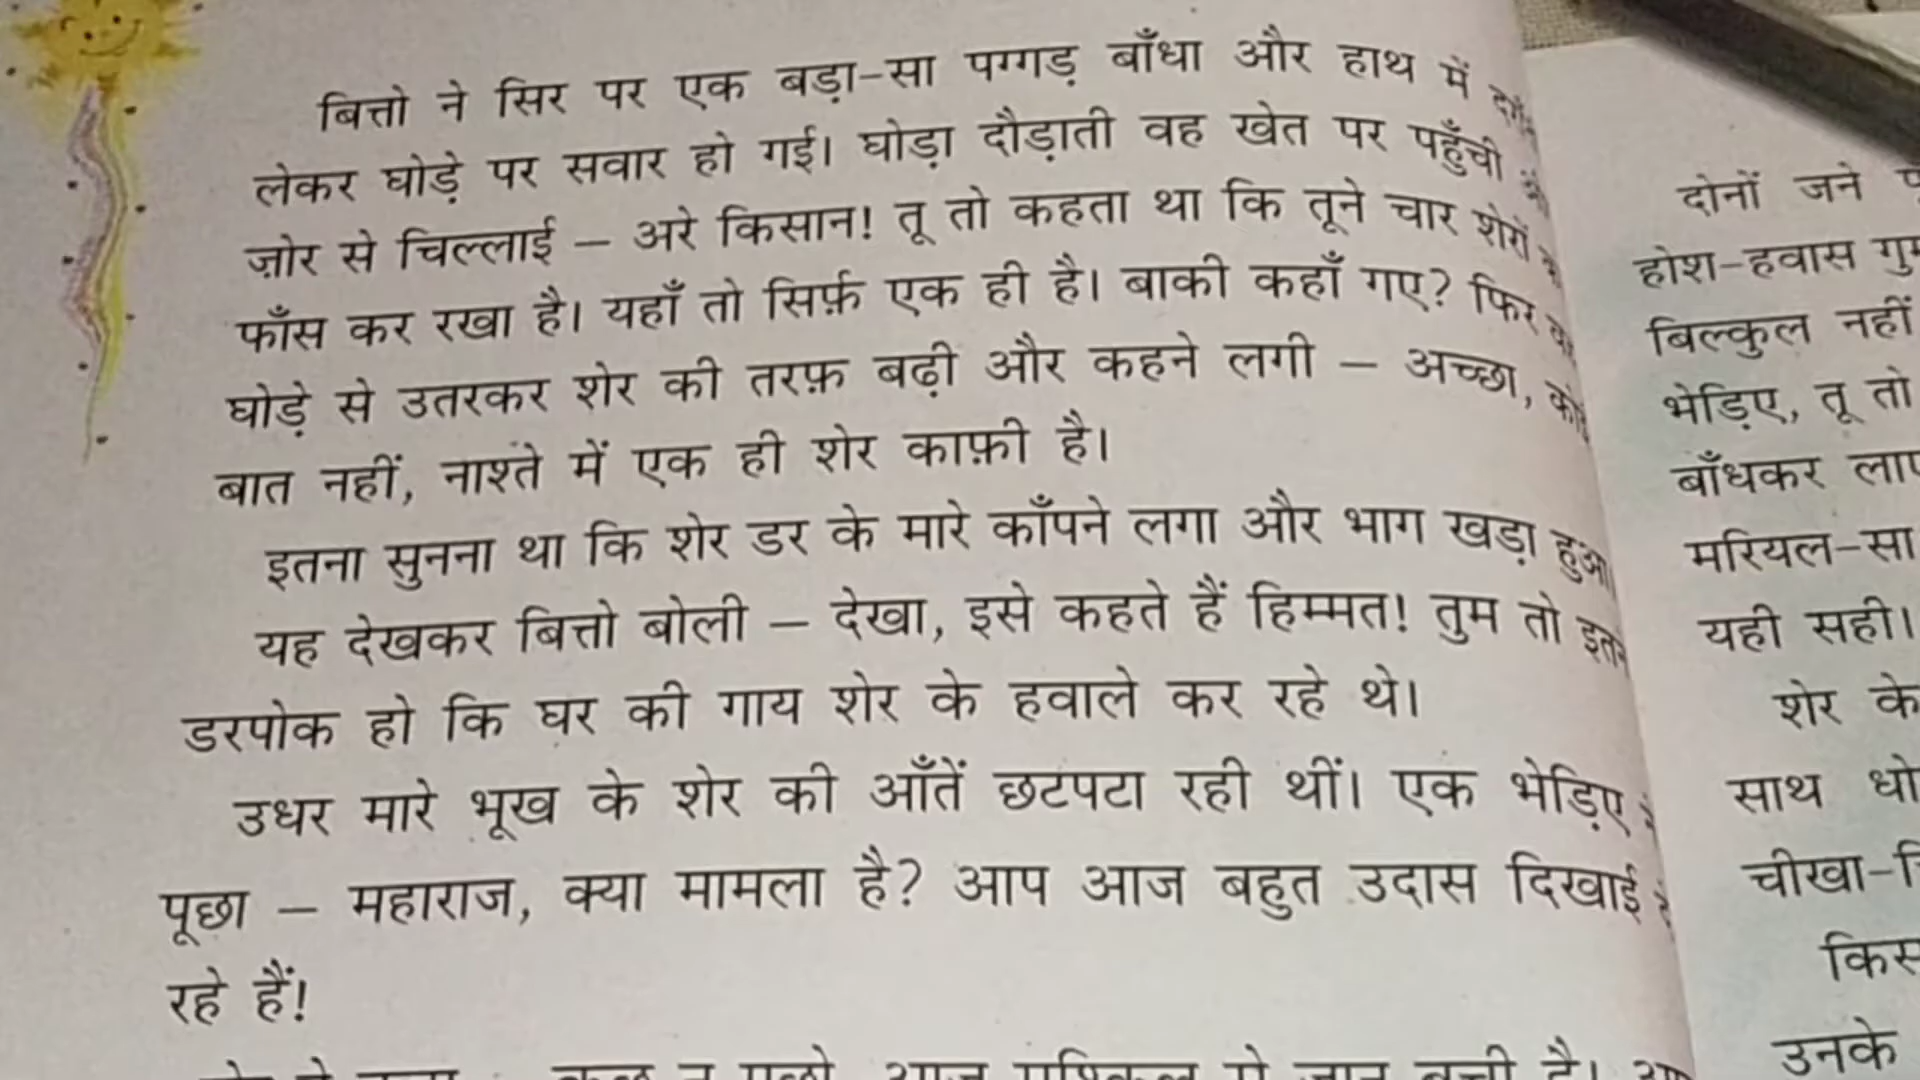 बित्तो ने सिर पर एक बड़ा-सा पग्गड़ बाँधा और हाथ में
लेकर घोड़े पर सवार हो गई। घोड़ा दौड़ाती वह खेत पर पहुँची
ज़ोर से चिल्लाई – अरे किसान! तू तो कहता था कि तूने चार शेरों
फाँस कर रखा है। यहाँ तो सिर्फ़ एक ही है। बाकी कहाँ गए? फिर
घोड़े से उतरकर शेर की तरफ़ बढ़ी और कहने लगी – अच्छा, कोई
बात नहीं, नाश्ते में एक ही शेर काफ़ी है।
इतना सुनना था कि शेर डर के मारे काँपने लगा और भाग खड़ा हुआ।
यह देखकर बित्तो बोली – देखा, इसे कहते हैं हिम्मत! तुम तो इतने
डरपोक हो कि घर की गाय शेर के हवाले कर रहे थे।
उधर मारे भूख के शेर की आँतें छटपटा रही थीं। एक भेड़िए
पूछा – महाराज, क्या मामला है? आप आज बहुत उदास दिखाई
रहे हैं!
दोनों जने
होश-हवास
बिल्कुल नहीं
भेड़िए, तू तो
बाँधकर
मरियल-सा
यही सही।
शेर के
साथ
उनके